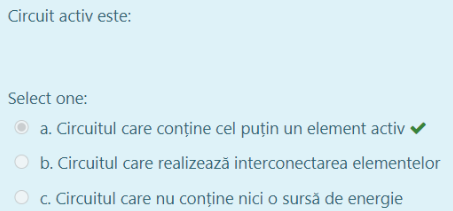 Circuit activ este:
Select one:
a. Circuitul care conține cel puțin un element activ
b. Circuitul care realizează interconectarea elementelor
c. Circuitul care nu conține nici o sursă de energie